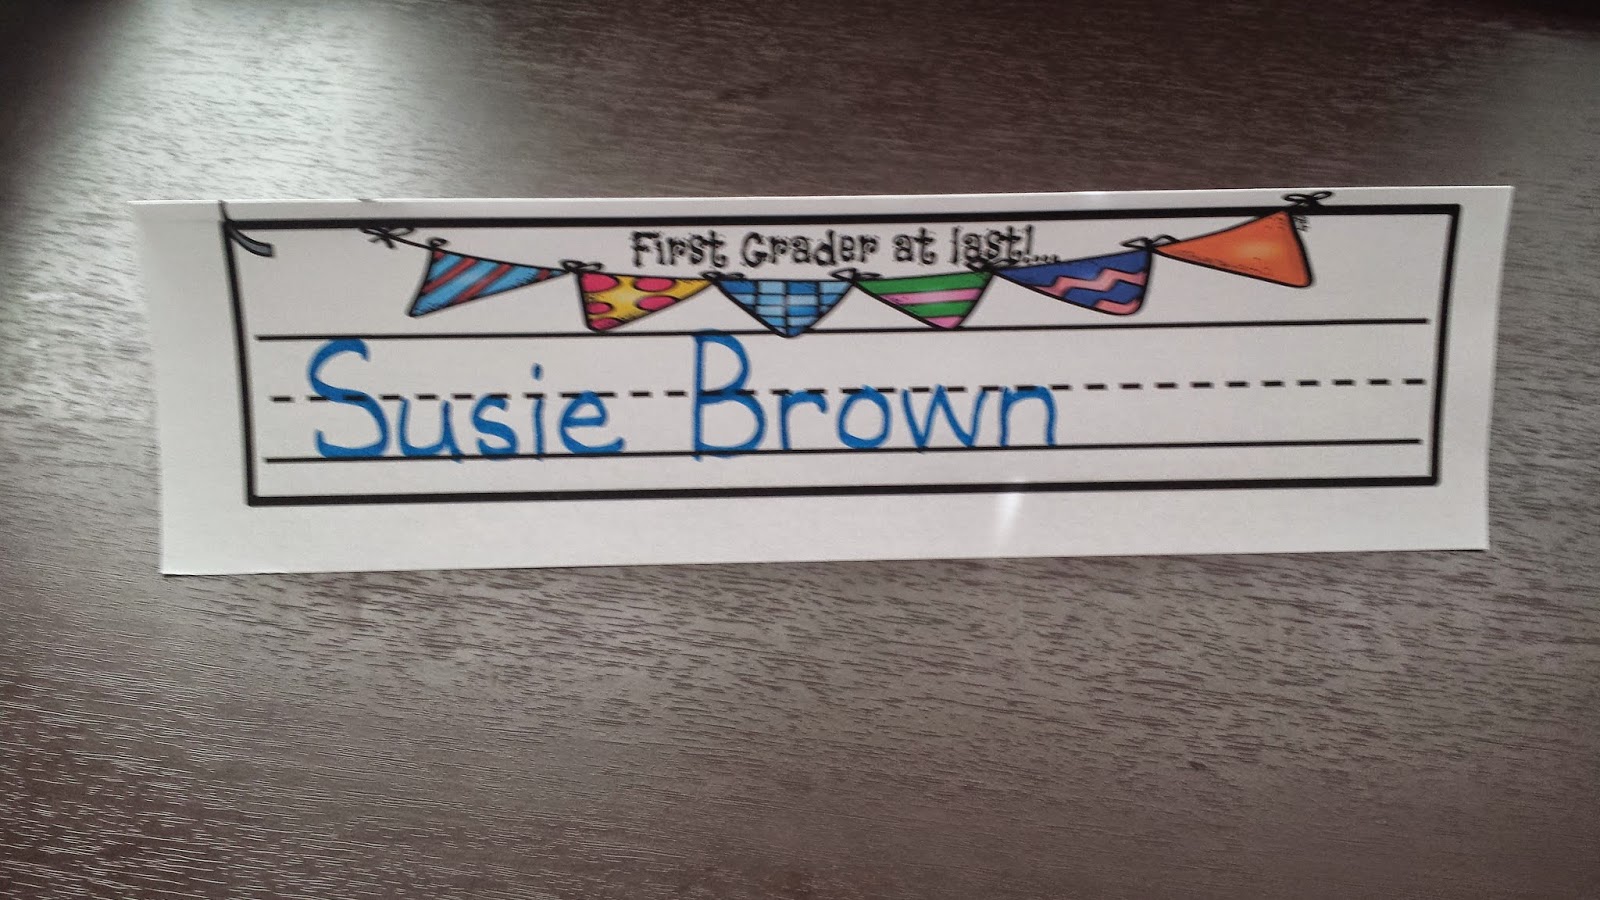 First Grader at last!...
Susie Brown